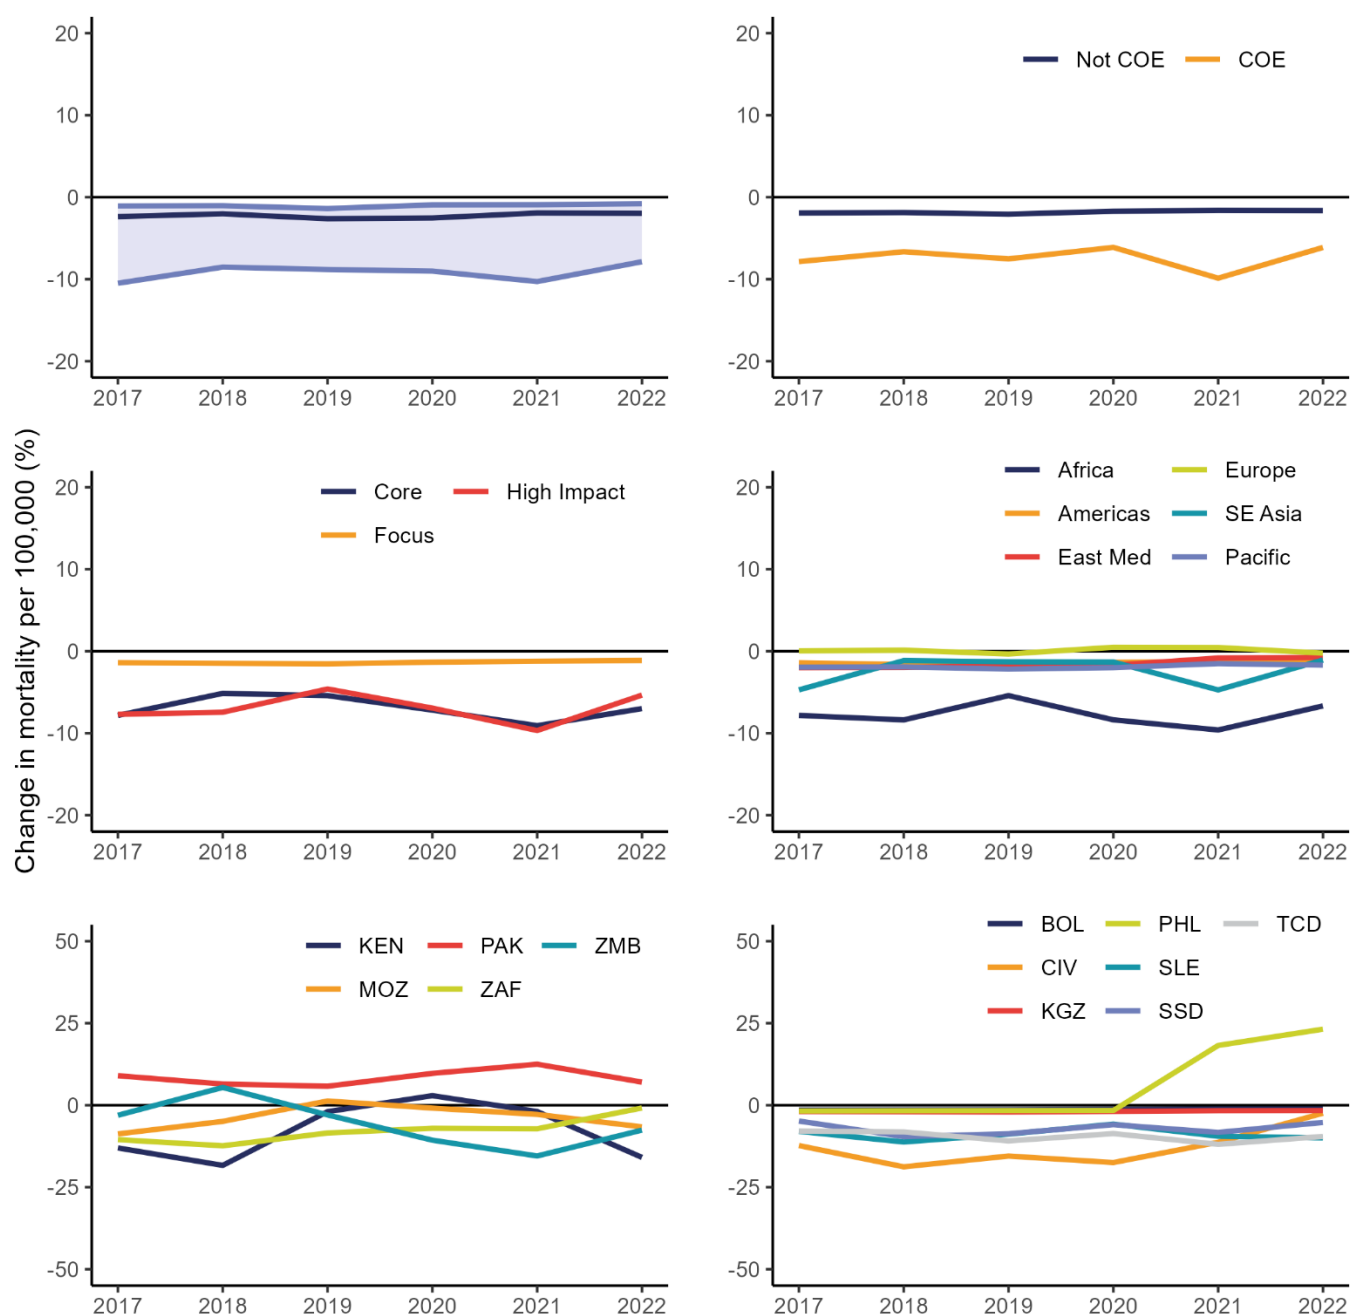 20
10
0
-10
-20
2017 2018 2019 2020 2021 2022
Not COE COE
20
10
0
-10
-20
2017 2018 2019 2020 2021 2022
Change in mortality per 100,000 (%)
Core High Impact
Focus
20
10
0
-10
-20
2017 2018 2019 2020 2021 2022
Africa Europe
Americas SE Asia
East Med Pacific
20
10
0
-10
-20
2017 2018 2019 2020 2021 2022
KEN PAK ZMB
MOZ ZAF
50
25
0
-25
-50
2017 2018 2019 2020 2021 2022
BOL PHL TCD
CIV SLE
KGZ SSD
50
25
0
-25
-50
2017 2018 2019 2020 2021 2022